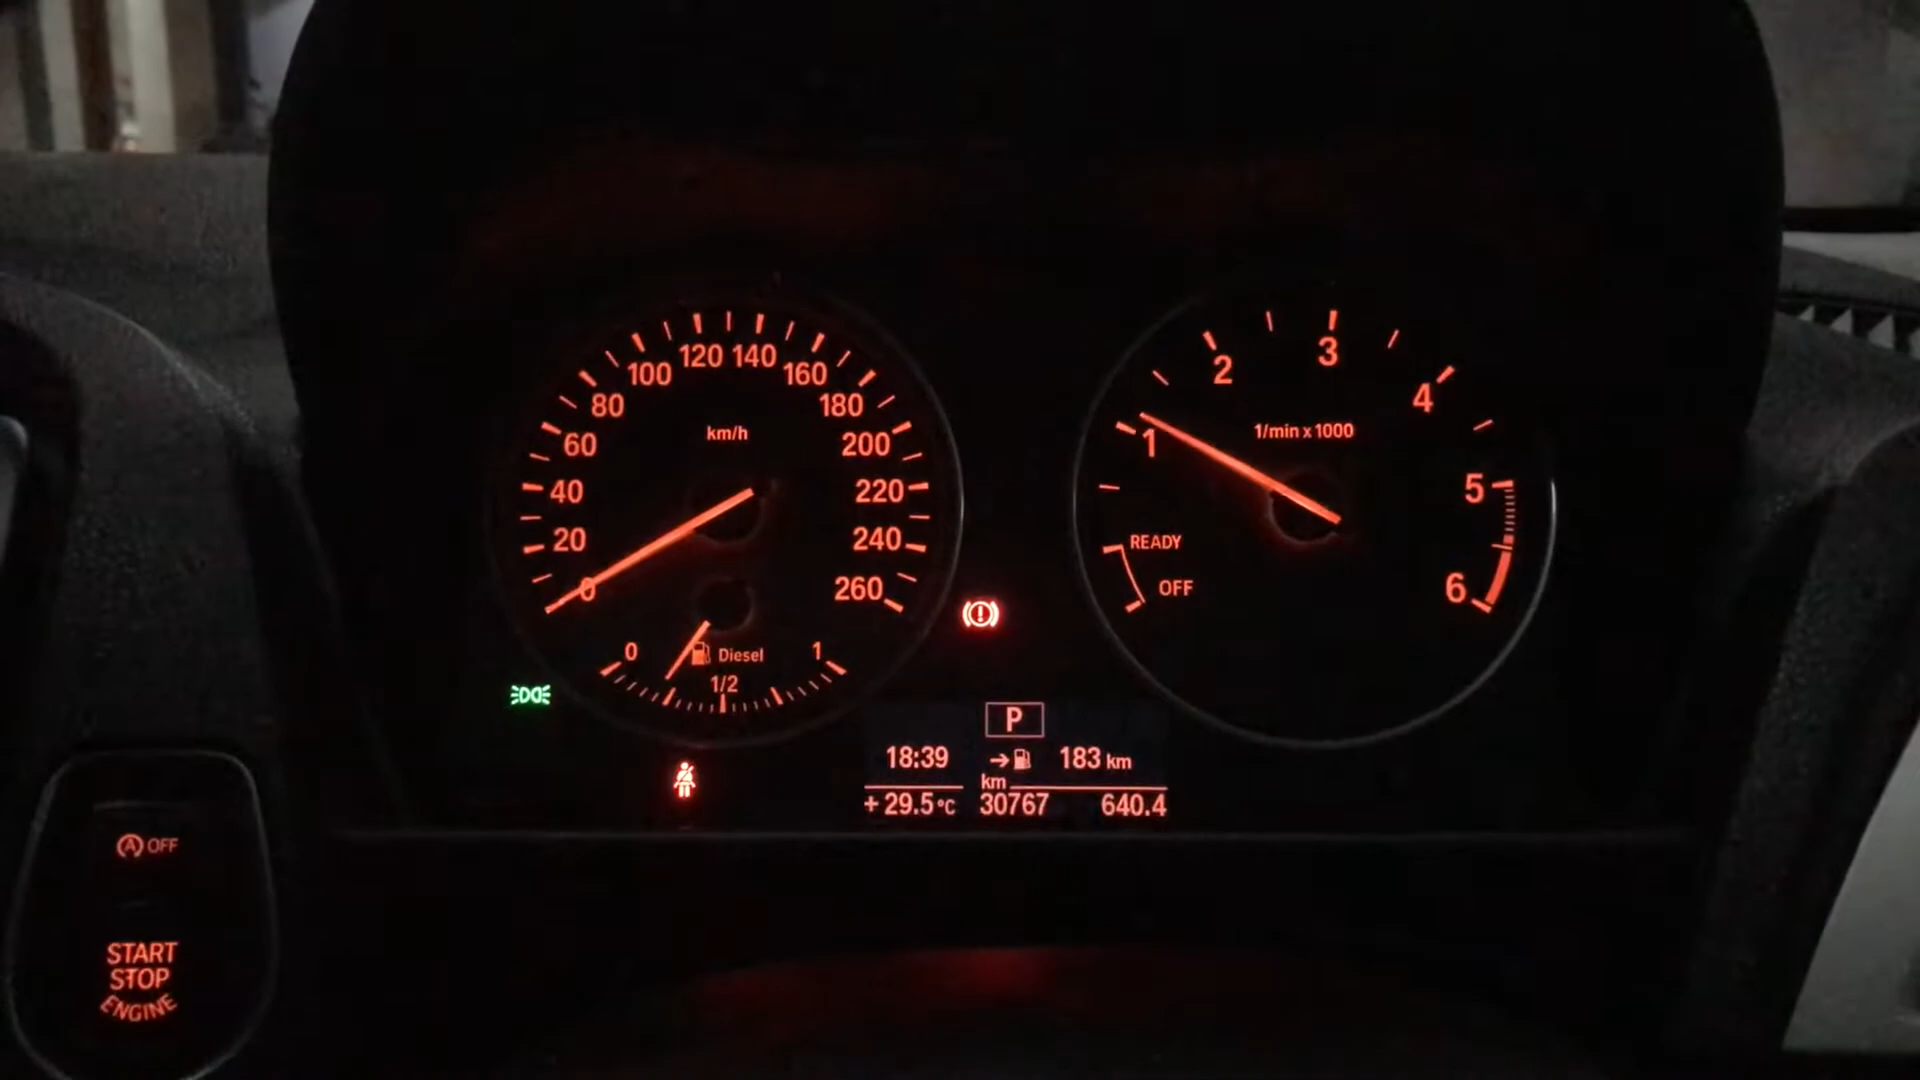 0
20
40
60
80
100
120
140
160
180
200
220
240
260
km/h
0
1/2
1
Diesel
1
2
3
4
5
6
1/min x 1000
READY
OFF
P
18:39
183 km
km
+ 29.5°C
30767
640.4
A OFF
START
STOP
ENGINE